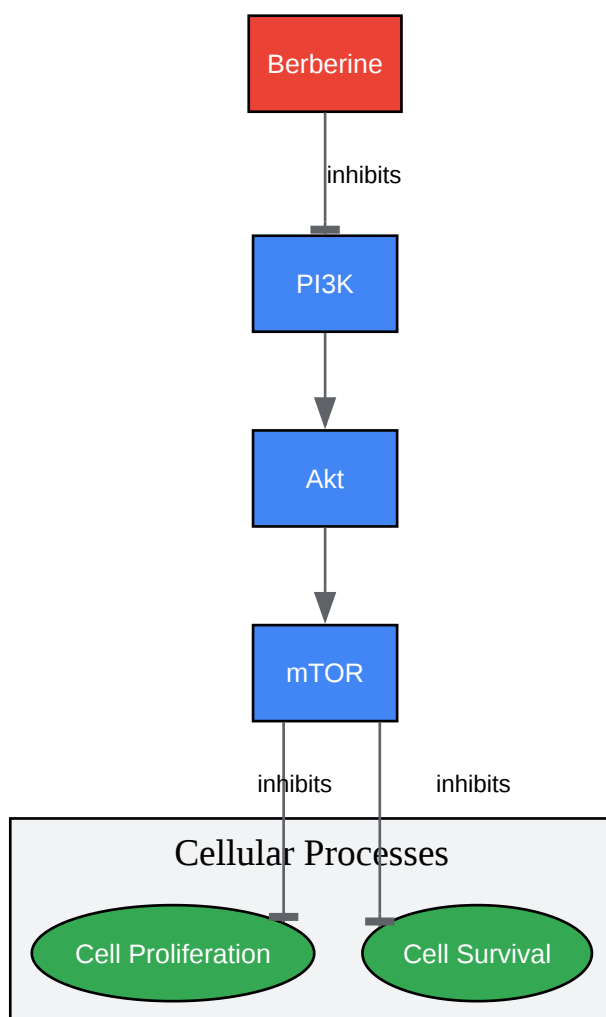 Berberine
inhibits
PI3K
Akt
mTOR
inhibits
inhibits
Cellular Processes
Cell Proliferation
Cell Survival